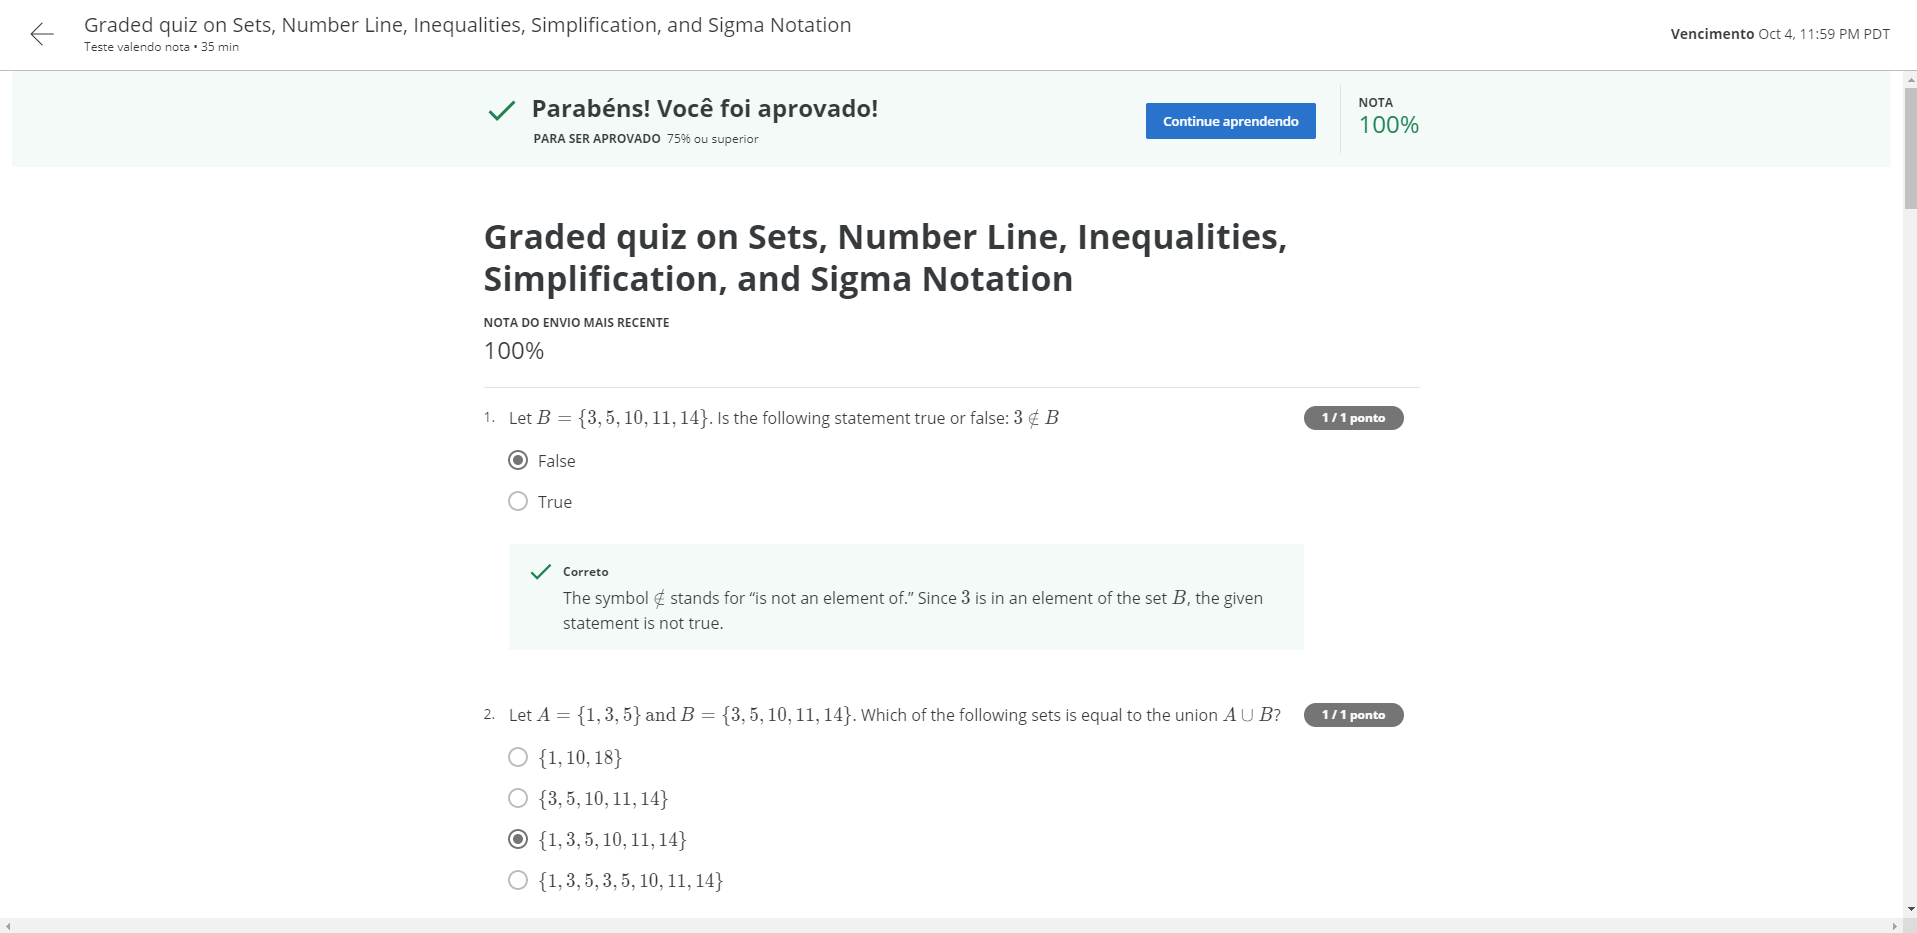 Graded quiz on Sets, Number Line, Inequalities, Simplification, and Sigma Notation
Teste valendo nota • 35 min
Vencimento Oct 4, 11:59 PM PDT
Parabéns! Você foi aprovado!
PARA SER APROVADO 75% ou superior
Continue aprendendo
NOTA
100%
Graded quiz on Sets, Number Line, Inequalities,
Simplification, and Sigma Notation
NOTA DO ENVIO MAIS RECENTE
100%
1. Let B = {3, 5, 10, 11, 14}. Is the following statement true or false: 3 ∉ B
1 / 1 ponto
False
True
Correto
The symbol ∉ stands for “is not an element of.” Since 3 is in an element of the set B, the given
statement is not true.
2. Let A = {1, 3, 5} and B = {3, 5, 10, 11, 14}. Which of the following sets is equal to the union A ∪ B?
1 / 1 ponto
{1, 10, 18}
{3, 5, 10, 11, 14}
{1, 3, 5, 10, 11, 14}
{1, 3, 5, 3, 5, 10, 11, 14}